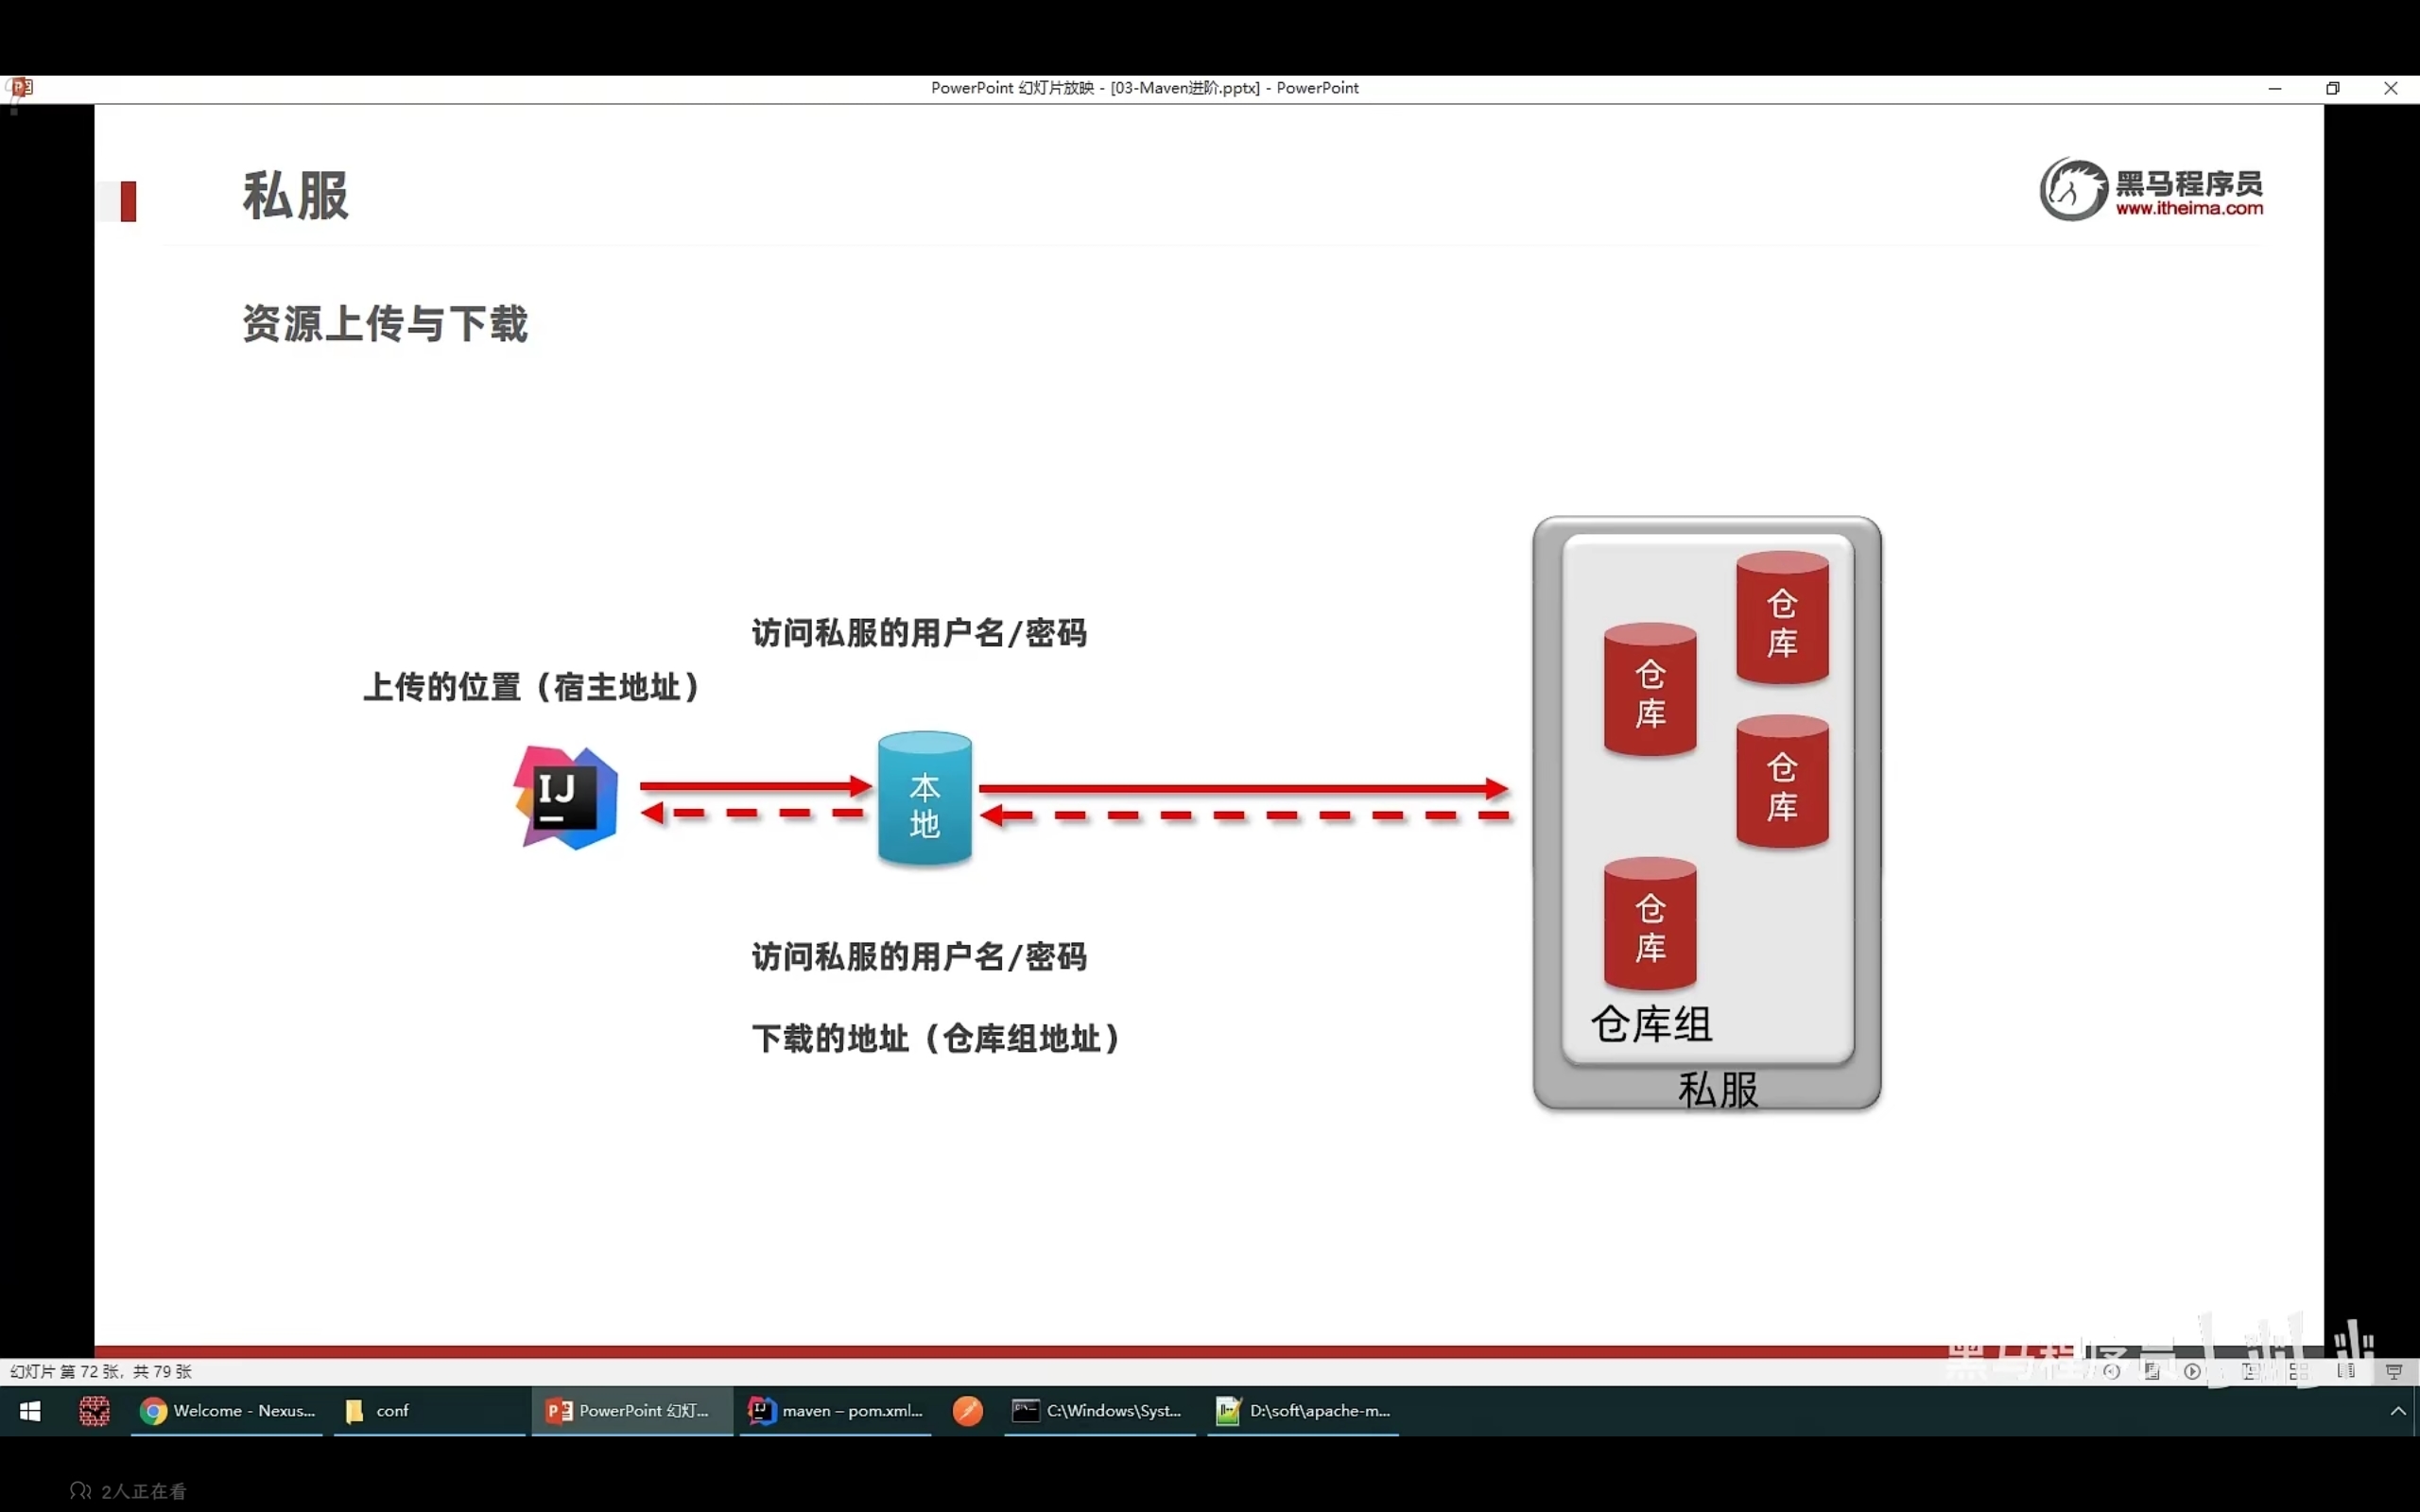 PowerPoint 幻灯片放映 - [03-Maven进阶.pptx] - PowerPoint
私服
黑马程序员
www.itheima.com
资源上传与下载
访问私服的用户名/密码
上传的位置（宿主地址）
IJ
本地
仓库
仓库
仓库
仓库
访问私服的用户名/密码
下载的地址（仓库组地址）
仓库组
私服
黑马程序员
幻灯片 第 72 张，共 79 张
Welcome - Nexus...
conf
PowerPoint 幻灯...
maven – pom.xml...
C:\Windows\Syst...
D:\soft\apache-m...
2人正在看